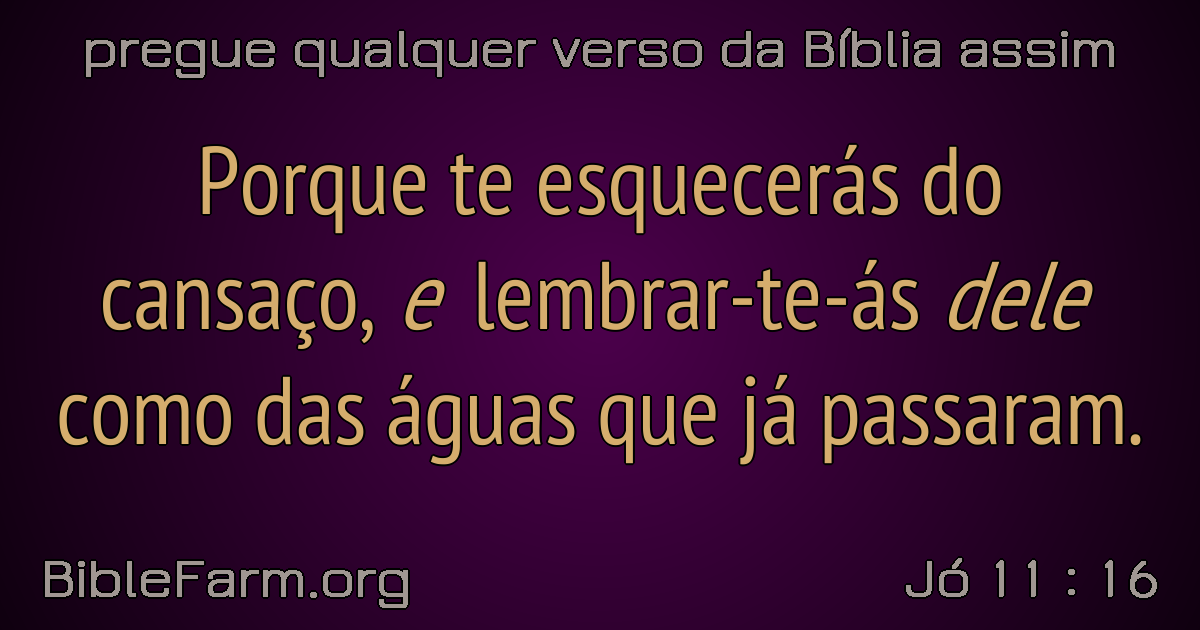 pregue qualquer verso da Bíblia assim
Porque te esquecerás do
cansaço, e lembrar-te-ás dele
como das águas que já passaram.
BibleFarm.org
Jó 11 : 16